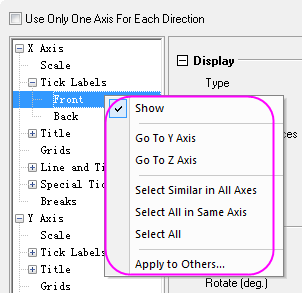 Use Only One Axis For Each Direction
X Axis
Scale
Tick Labels
Front
Back
Title
Grids
Line and Ti
Special Tic
Breaks
Y Axis
Scale
Tick Labels
Title
Grids
Show
Go To Y Axis
Go To Z Axis
Select Similar in All Axes
Select All in Same Axis
Select All
Apply to Others...
Display
Type
Rotate (deg.)